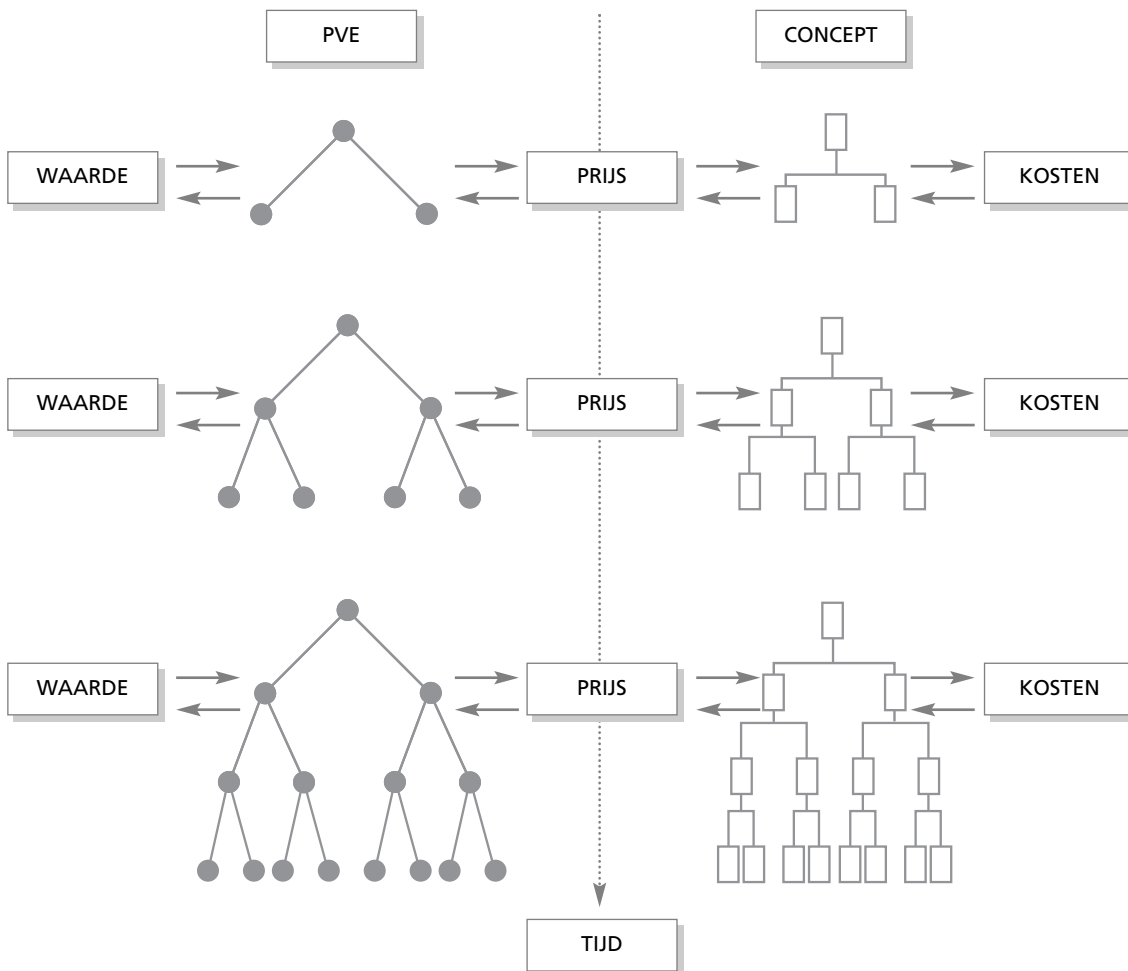 PVE
CONCEPT
WAARDE
PRIJS
KOSTEN
WAARDE
PRIJS
KOSTEN
WAARDE
PRIJS
KOSTEN
TIJD